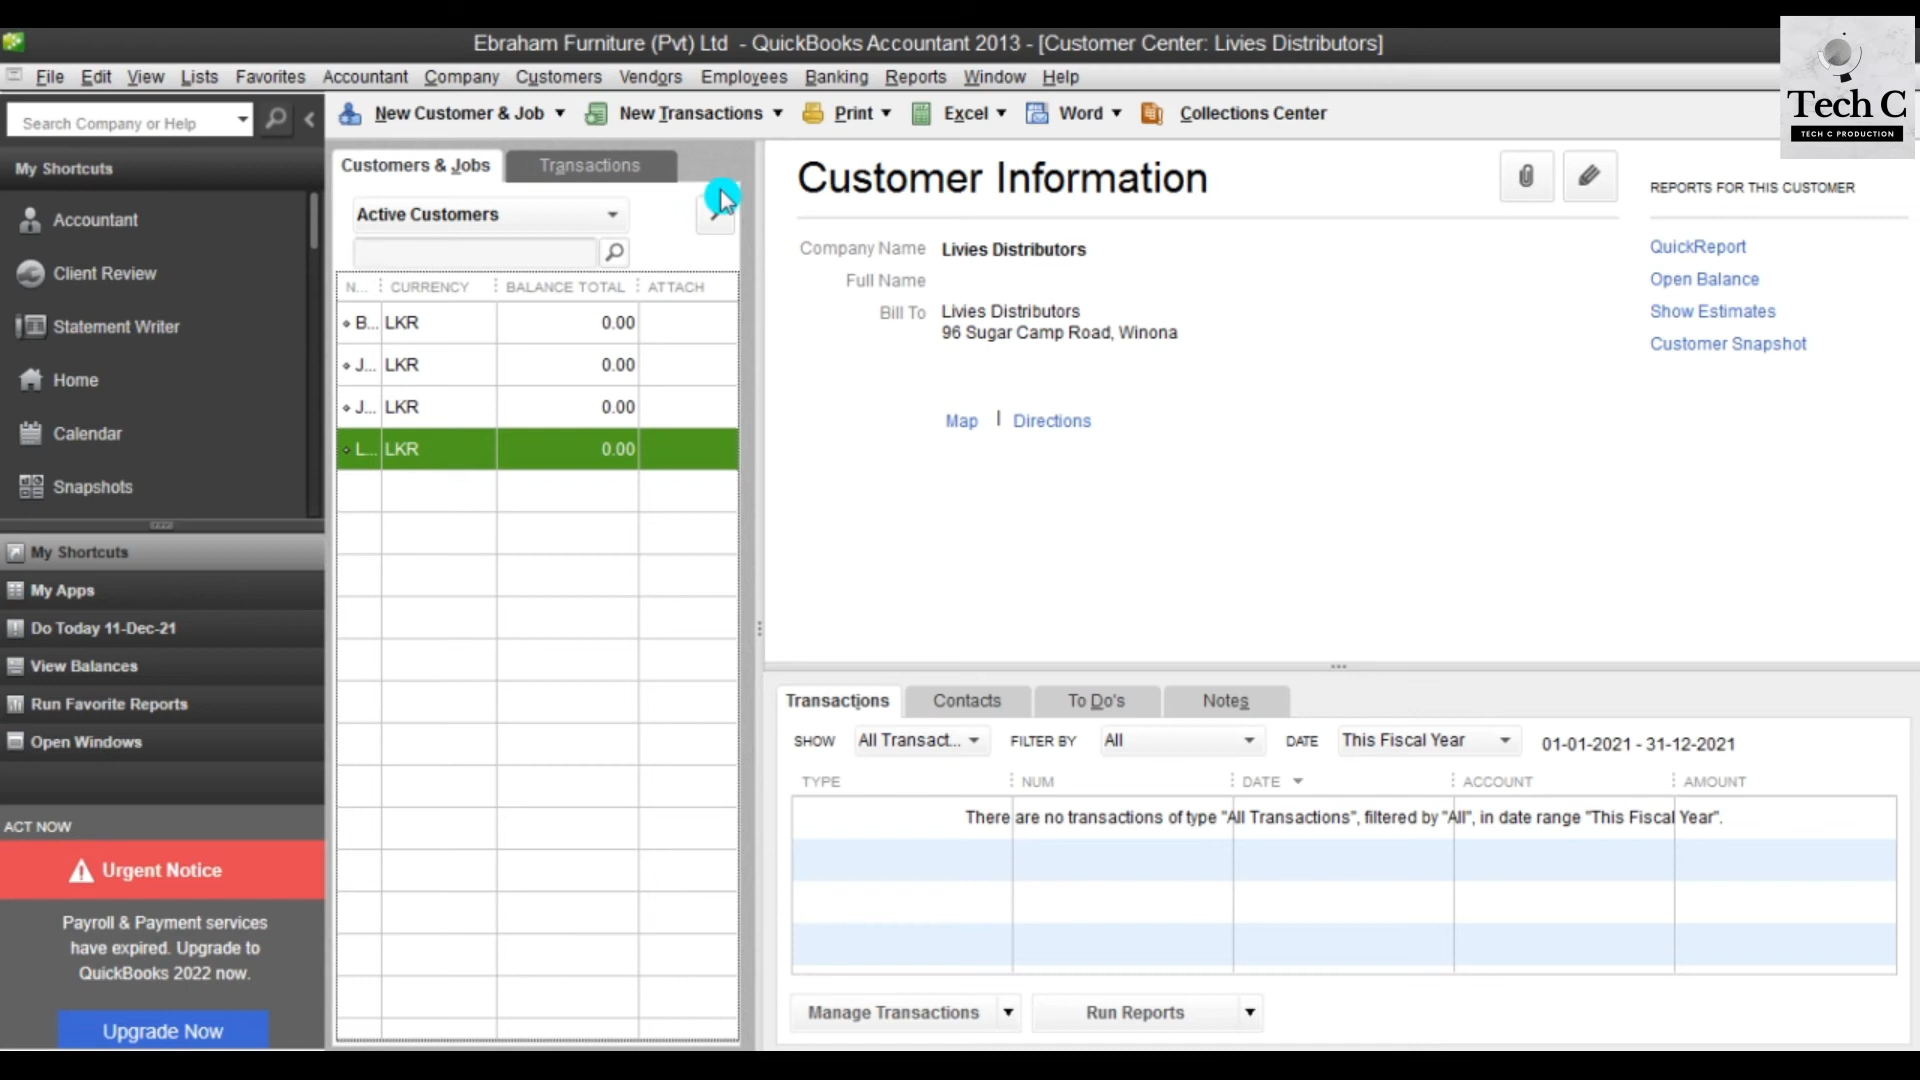 Ebraham Furniture (Pvt) Ltd - QuickBooks Accountant 2013 - [Customer Center: Livies Distributors]
Tech C
TECH C PRODUCTION
File Edit View Lists Favorites Accountant Company Customers Vendors Employees Banking Reports Window Help
Search Company or Help
New Customer & Job New Transactions Print Excel Word Collections Center
My Shortcuts
Accountant
Client Review
Statement Writer
Home
Calendar
Snapshots
My Shortcuts
My Apps
Do Today 11-Dec-21
View Balances
Run Favorite Reports
Open Windows
ACT NOW
Urgent Notice
Payroll & Payment services
have expired. Upgrade to
QuickBooks 2022 now.
Upgrade Now
Customers & Jobs Transactions
Active Customers
N... CURRENCY BALANCE TOTAL ATTACH
B... LKR 0.00
J... LKR 0.00
J... LKR 0.00
L... LKR 0.00
Customer Information
Company Name Livies Distributors
Full Name
Bill To Livies Distributors
96 Sugar Camp Road, Winona
Map | Directions
REPORTS FOR THIS CUSTOMER
QuickReport
Open Balance
Show Estimates
Customer Snapshot
Transactions Contacts To Do's Notes
SHOW All Transact... FILTER BY All DATE This Fiscal Year 01-01-2021 - 31-12-2021
TYPE NUM DATE ACCOUNT AMOUNT
There are no transactions of type "All Transactions", filtered by "All", in date range "This Fiscal Year".
Manage Transactions Run Reports